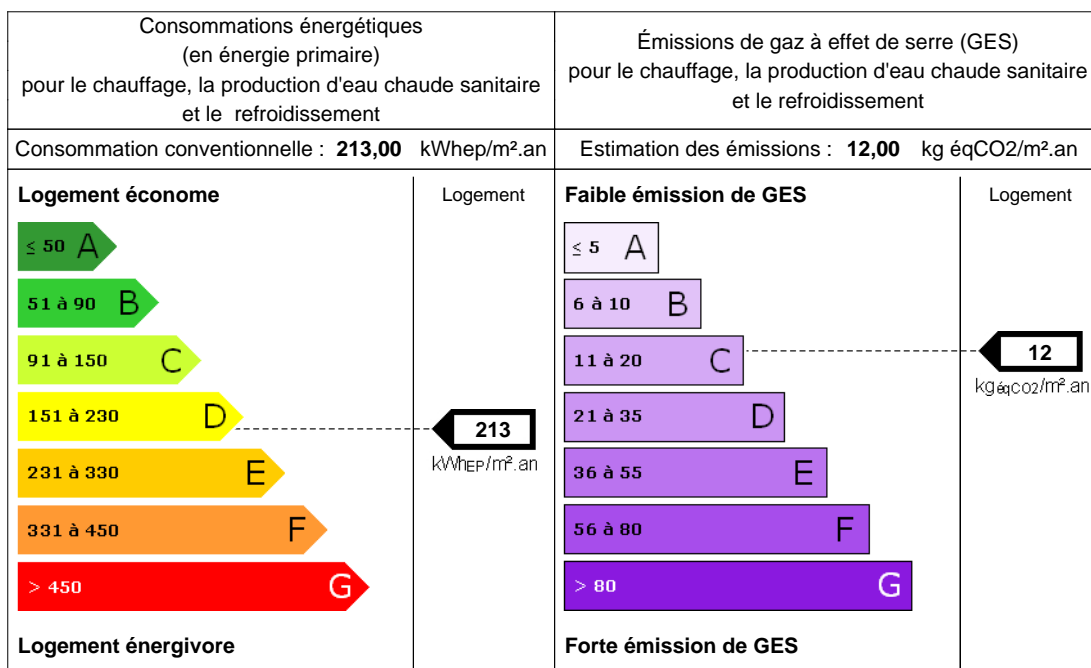 Consommations énergétiques
(en énergie primaire)
pour le chauffage, la production d'eau chaude sanitaire
et le refroidissement
Émissions de gaz à effet de serre (GES)
pour le chauffage, la production d'eau chaude sanitaire
et le refroidissement
Consommation conventionnelle : 213,00 kWhep/m².an
Estimation des émissions : 12,00 kg éqCO2/m².an
Logement économe
Logement
≤ 50 A
51 à 90 B
91 à 150 C
151 à 230 D
231 à 330 E
331 à 450 F
> 450 G
213
kWhEP/m².an
Logement énergivore
Faible émission de GES
Logement
≤ 5 A
6 à 10 B
11 à 20 C
21 à 35 D
36 à 55 E
56 à 80 F
> 80 G
12
kgéqCO2/m².an
Forte émission de GES